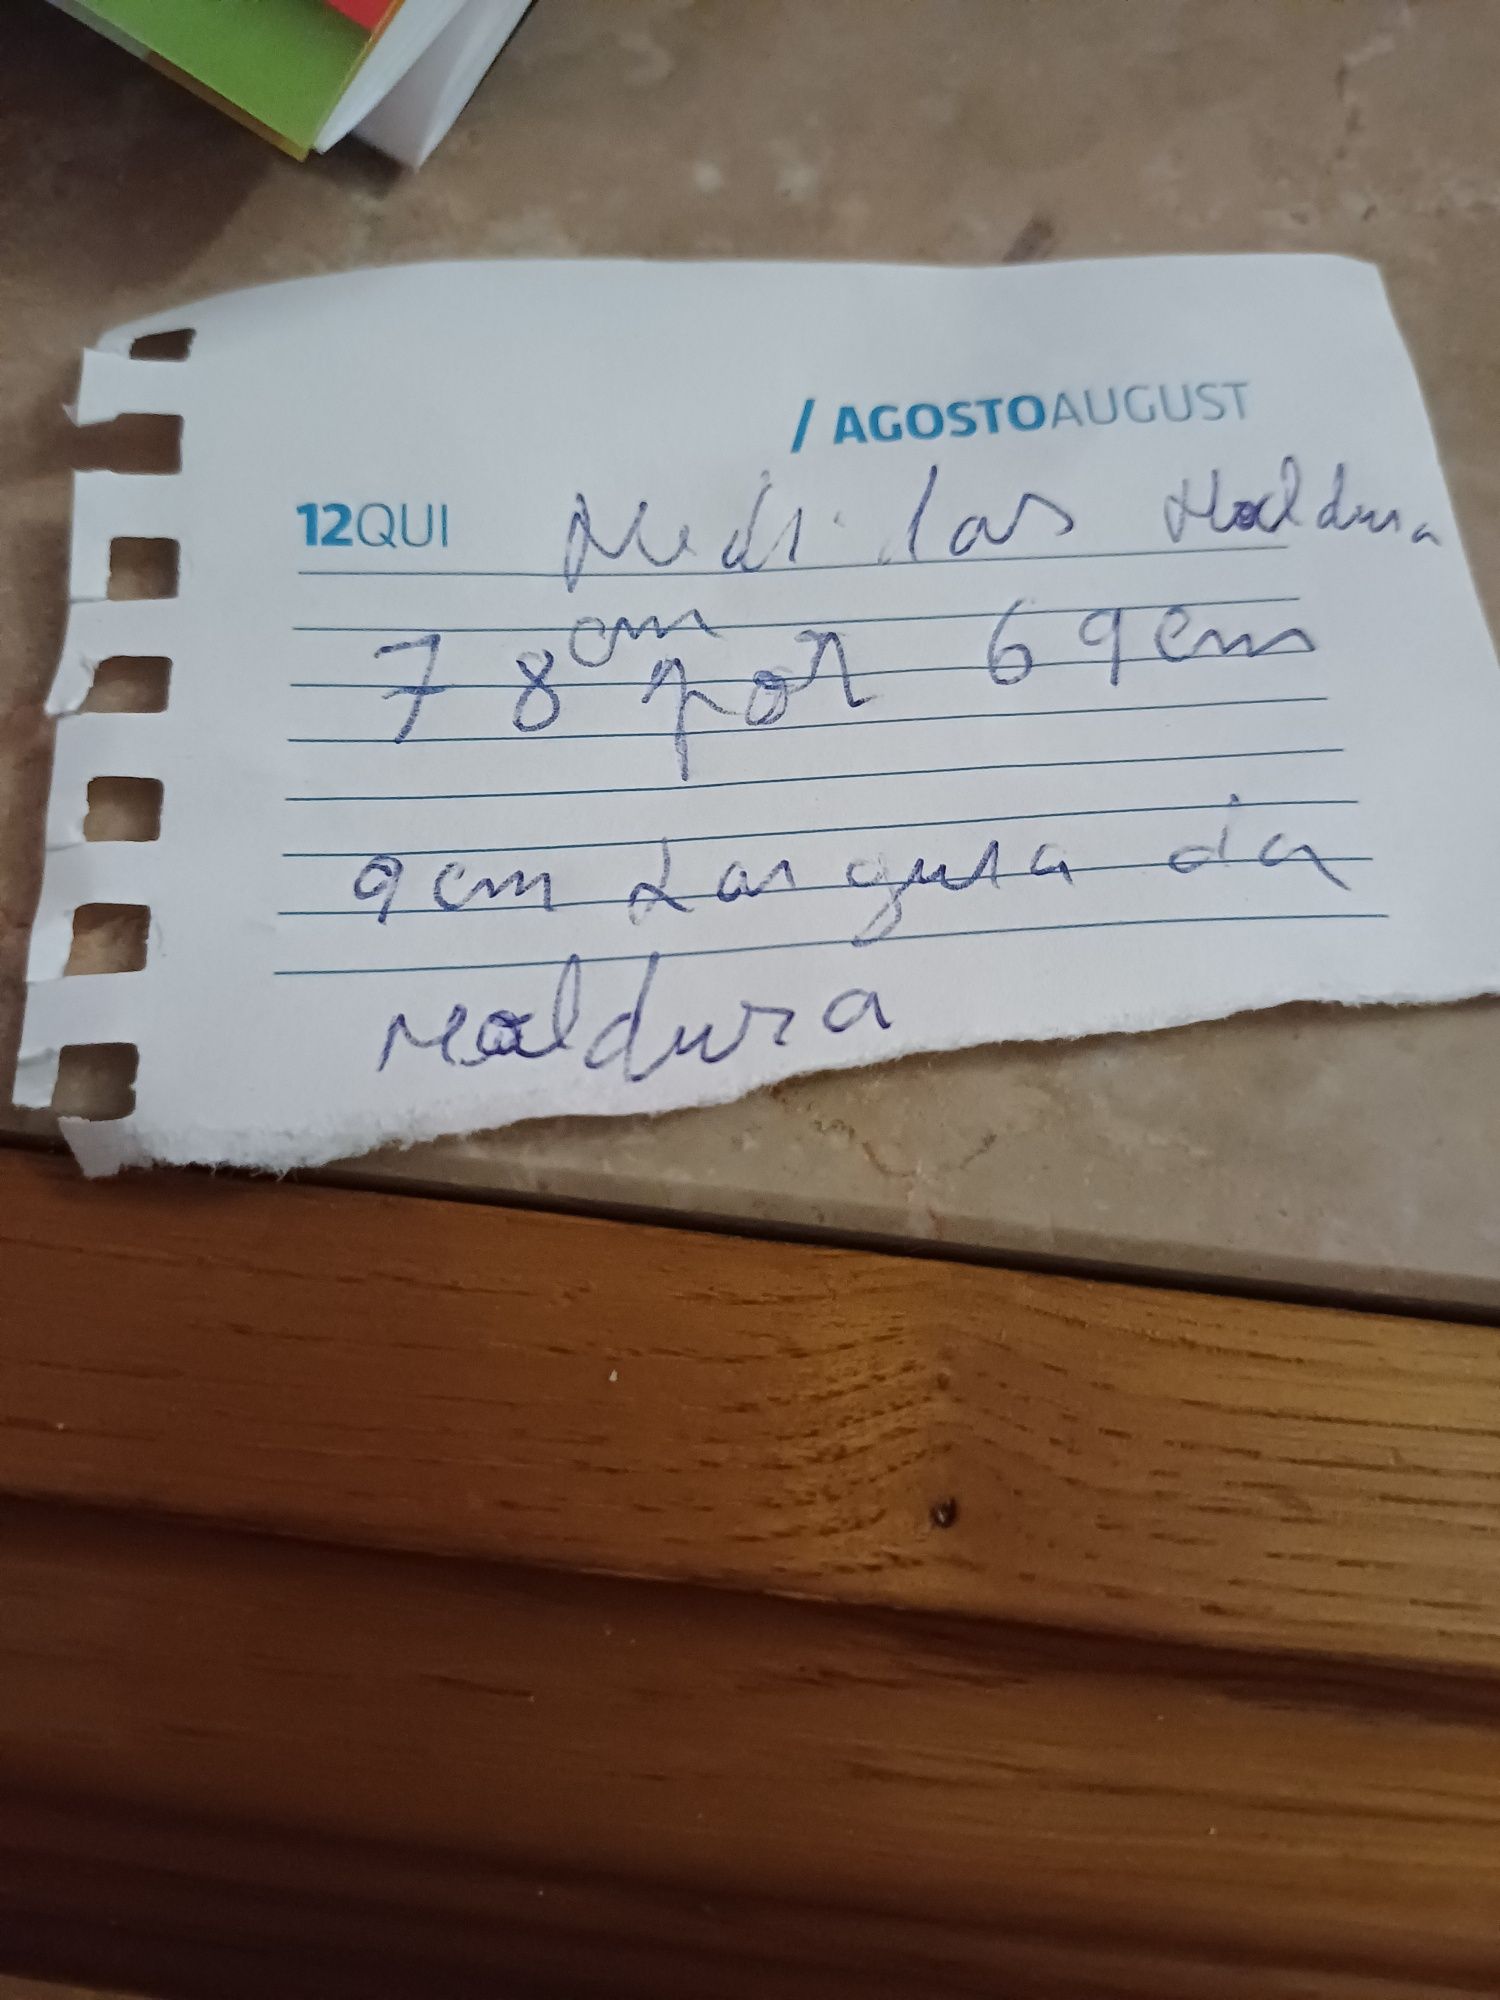 / AGOSTOAUGUST
12QUI Medidas Moldura
78cm por 69cm
9cm Largura da
Moldura